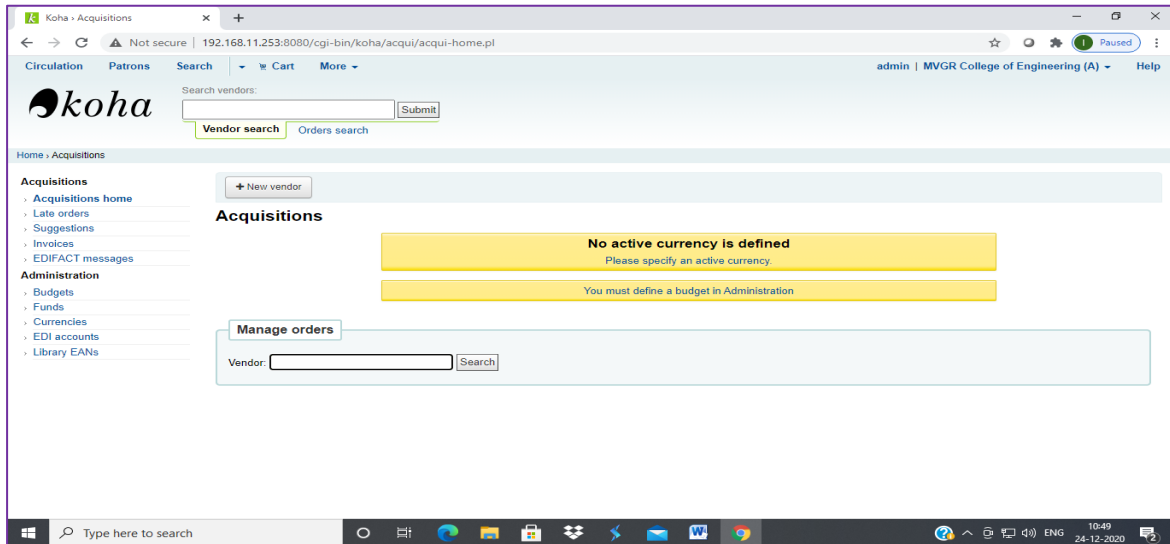 Koha › Acquisitions
Not secure | 192.168.11.253:8080/cgi-bin/koha/acqui/acqui-home.pl
I Paused
Circulation Patrons Search Cart More admin | MVGR College of Engineering (A) Help
koha
Search vendors:
Submit
Vendor search Orders search
Home › Acquisitions
Acquisitions
› Acquisitions home
› Late orders
› Suggestions
› Invoices
› EDIFACT messages
Administration
› Budgets
› Funds
› Currencies
› EDI accounts
› Library EANs
+ New vendor
Acquisitions
No active currency is defined
Please specify an active currency.
You must define a budget in Administration
Manage orders
Vendor: Search
Type here to search
ENG
10:49
24-12-2020
2